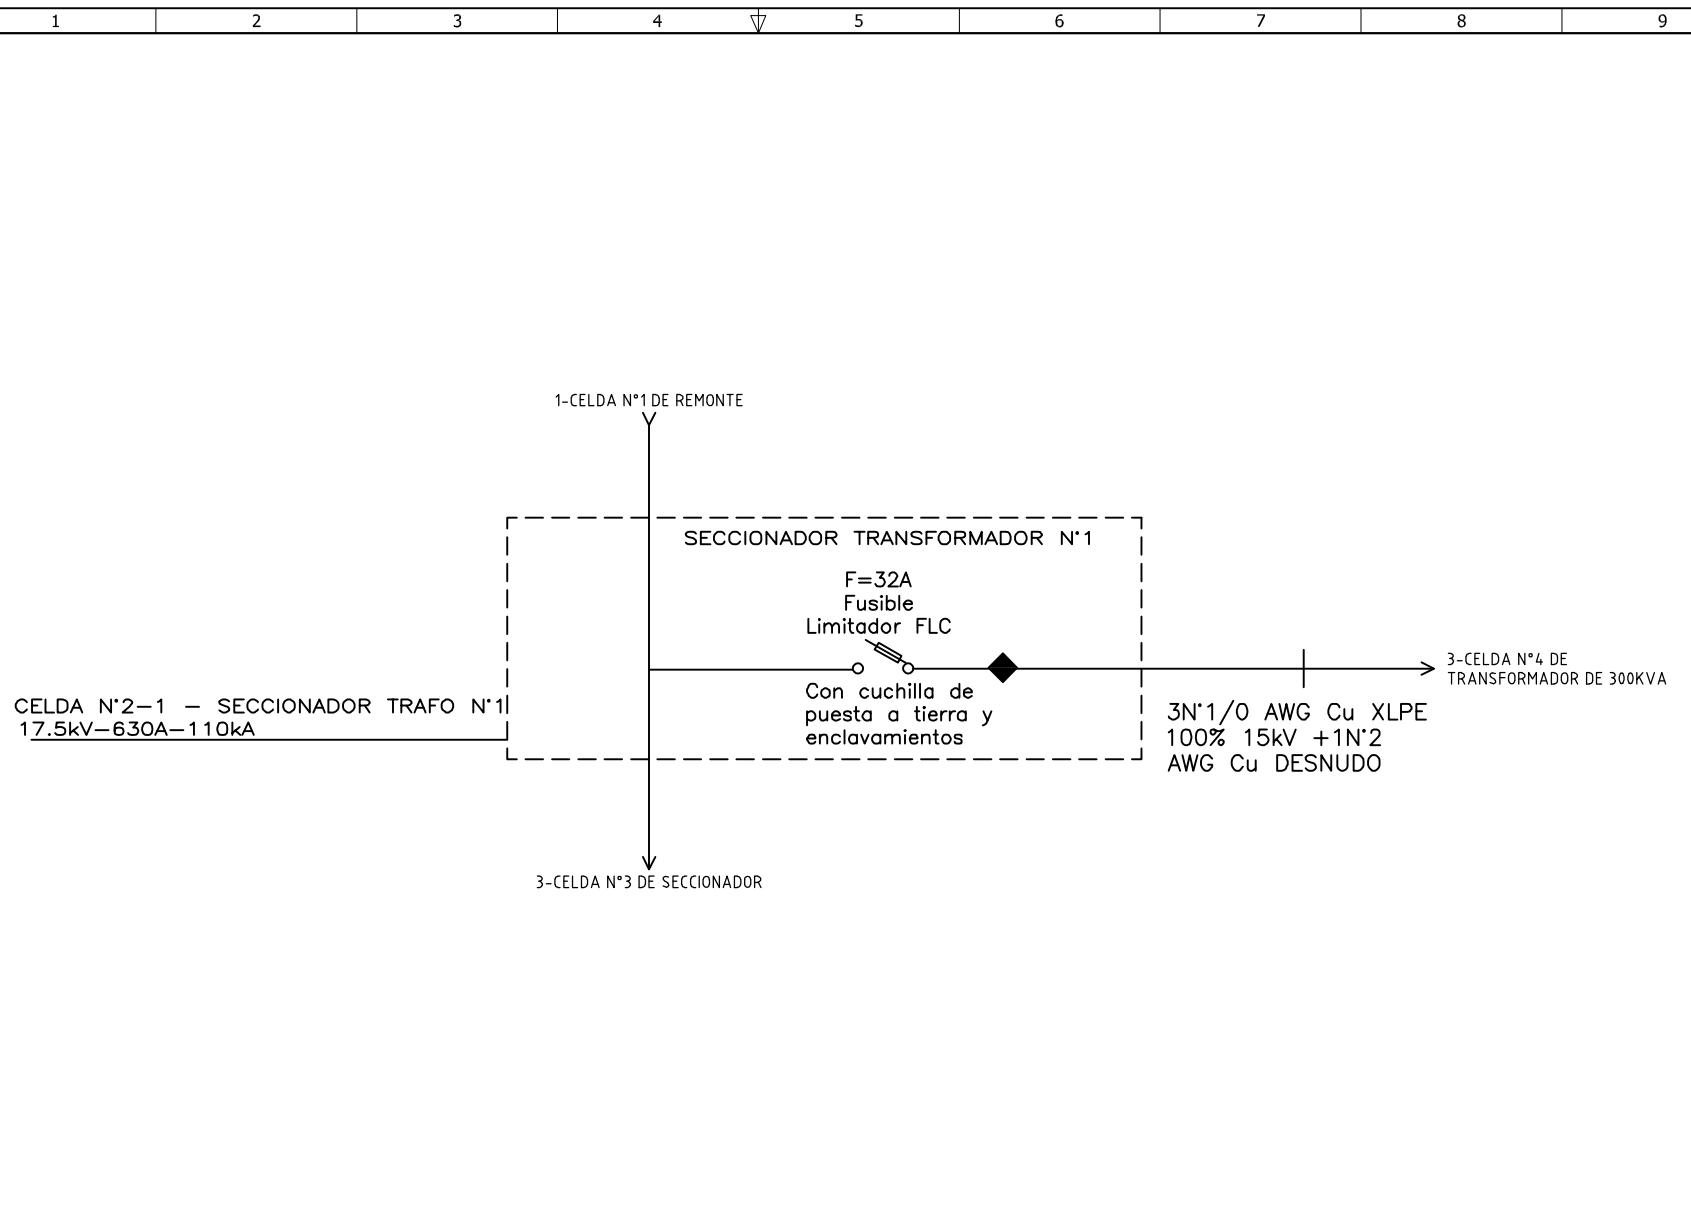 1 2 3 4 5 6 7 8 9
1-CELDA N°1 DE REMONTE
SECCIONADOR TRANSFORMADOR N°1
F=32A
Fusible
Limitador FLC
3-CELDA N°4 DE
TRANSFORMADOR DE 300KVA
Con cuchilla de
puesta a tierra y
enclavamientos
CELDA N°2-1 - SECCIONADOR TRAFO N°1
17.5kV-630A-110kA
3N°1/0 AWG Cu XLPE
100% 15kV +1N°2
AWG Cu DESNUDO
3-CELDA N°3 DE SECCIONADOR